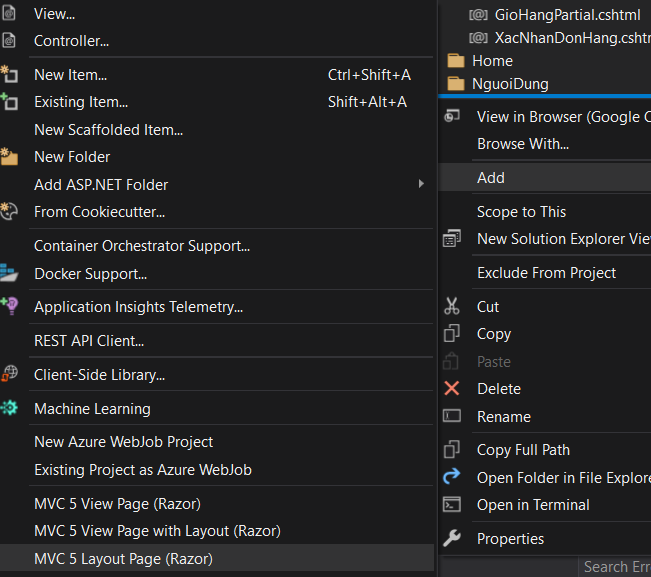 View...
Controller...
New Item... Ctrl+Shift+A
Existing Item... Shift+Alt+A
New Scaffolded Item...
New Folder
Add ASP.NET Folder
From Cookiecutter...
Container Orchestrator Support...
Docker Support...
Application Insights Telemetry...
REST API Client...
Client-Side Library...
Machine Learning
New Azure WebJob Project
Existing Project as Azure WebJob
MVC 5 View Page (Razor)
MVC 5 View Page with Layout (Razor)
MVC 5 Layout Page (Razor)
[@] GioHangPartial.cshtml
[@] XacNhanDonHang.cshtm
Home
NguoiDung
View in Browser (Google C
Browse With...
Add
Scope to This
New Solution Explorer Vie
Exclude From Project
Cut
Copy
Paste
Delete
Rename
Copy Full Path
Open Folder in File Explore
Open in Terminal
Properties
Search Err